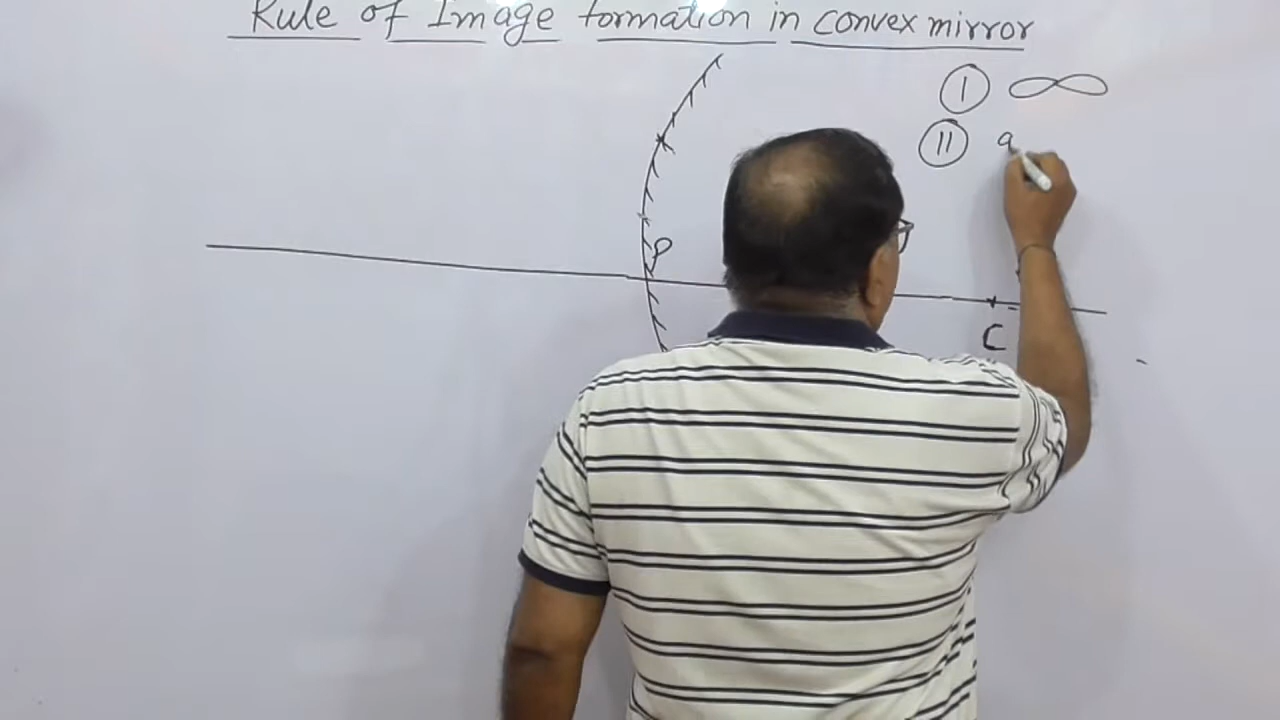 Rule of Image formation in convex mirror
I ∞
II a
P
C